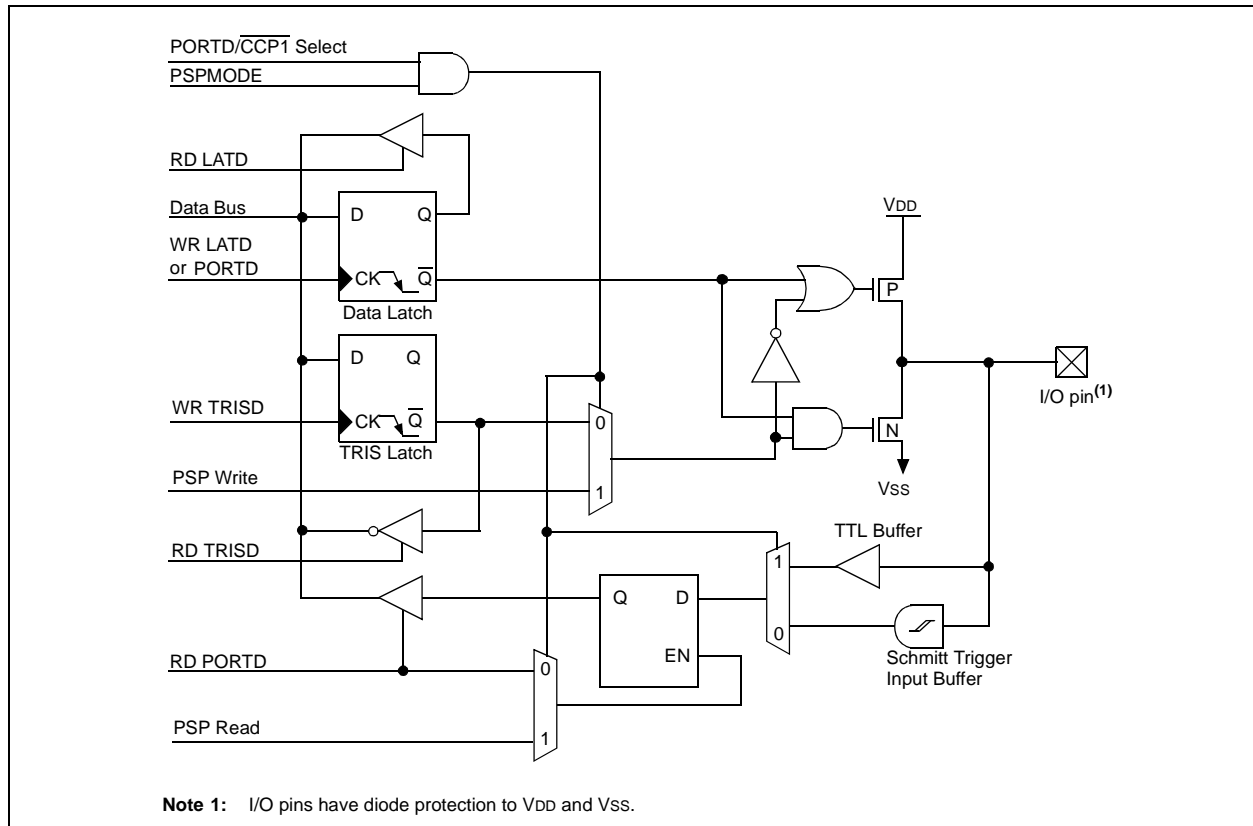 PORTD/CCP1 Select
PSPMODE
RD LATD
Data Bus
WR LATD
or PORTD
D Q
CK Q
Data Latch
D Q
WR TRISD
CK Q
TRIS Latch
PSP Write
RD TRISD
0
1
VDD
P
N
VSS
I/O pin(1)
TTL Buffer
1
0
Schmitt Trigger
Input Buffer
Q D
EN
RD PORTD
0
PSP Read
1
Note 1: I/O pins have diode protection to VDD and VSS.